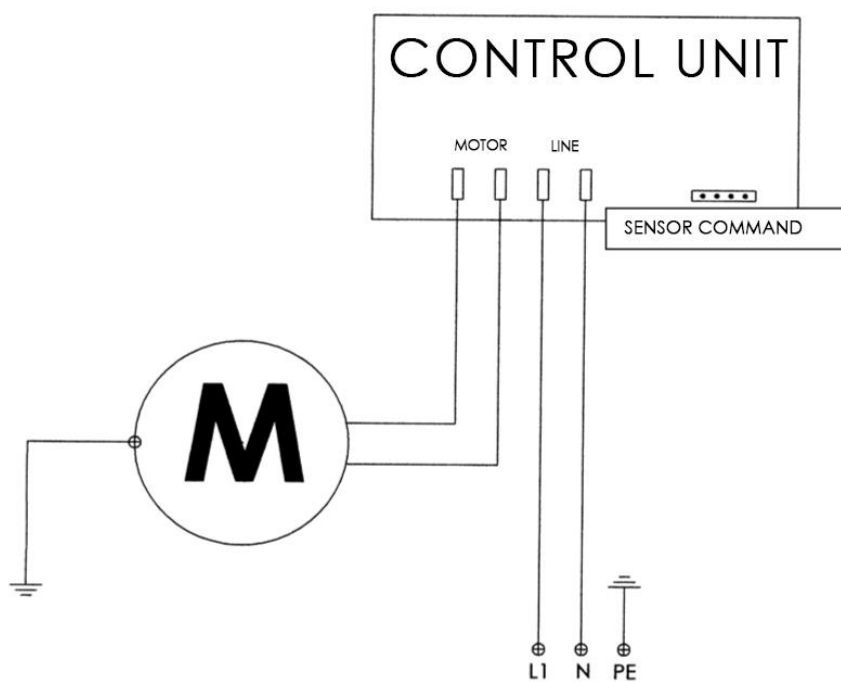 CONTROL UNIT
MOTOR LINE
SENSOR COMMAND
M
L1 N PE